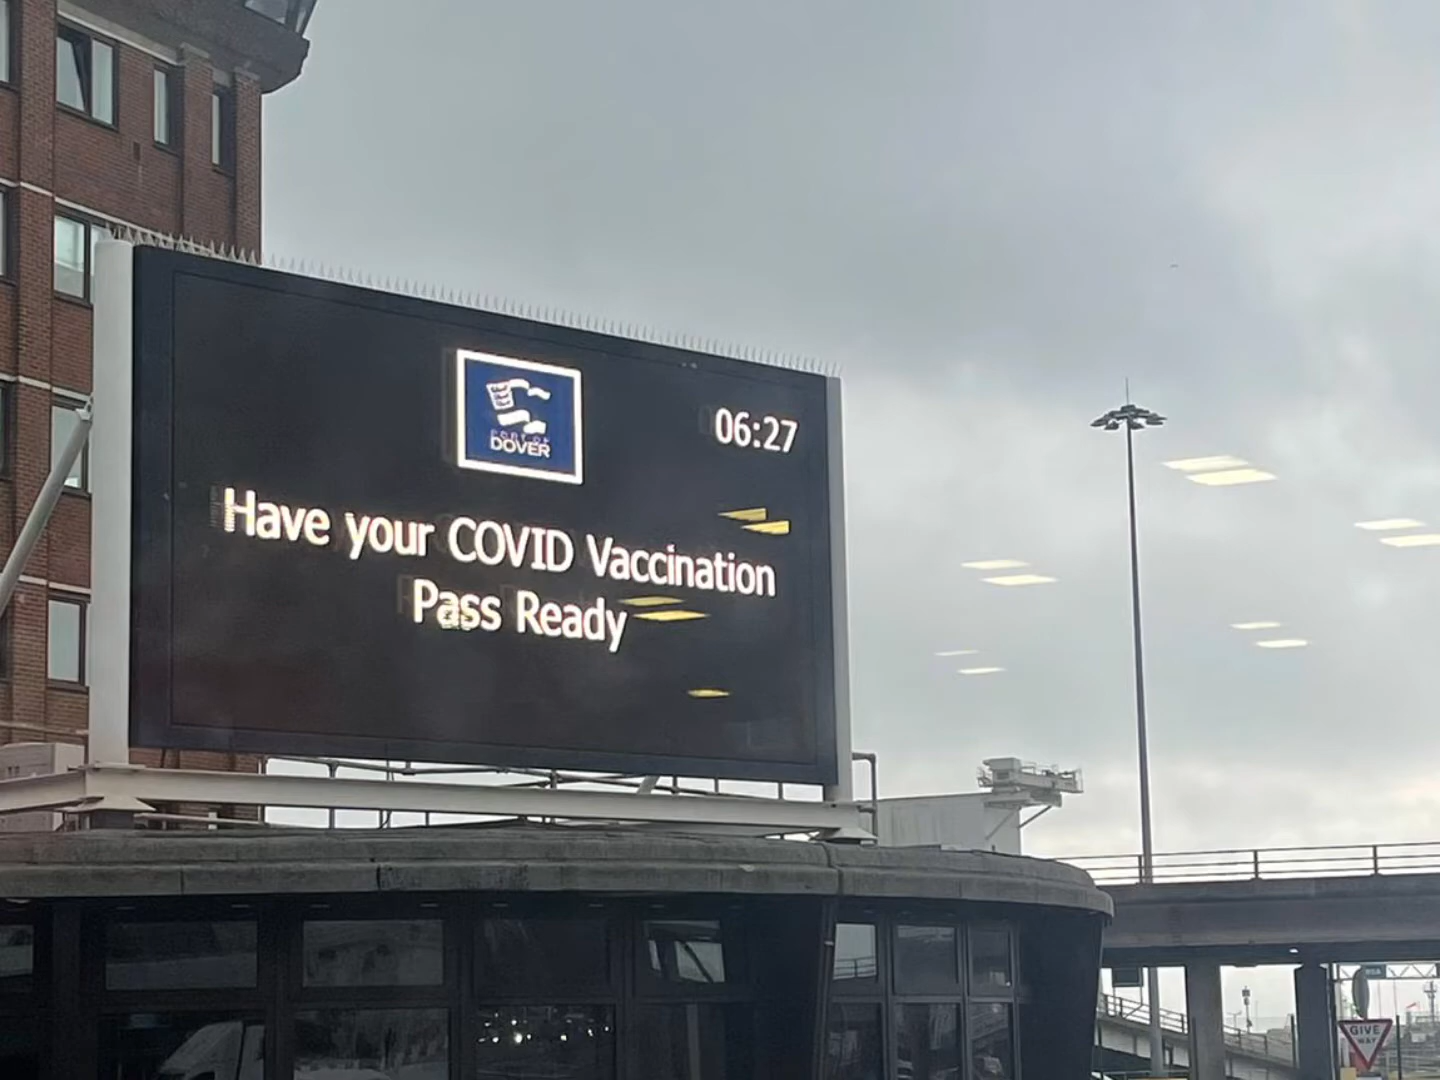 PORT OF
DOVER
06:27
Have your COVID Vaccination
Pass Ready
GIVE
WAY